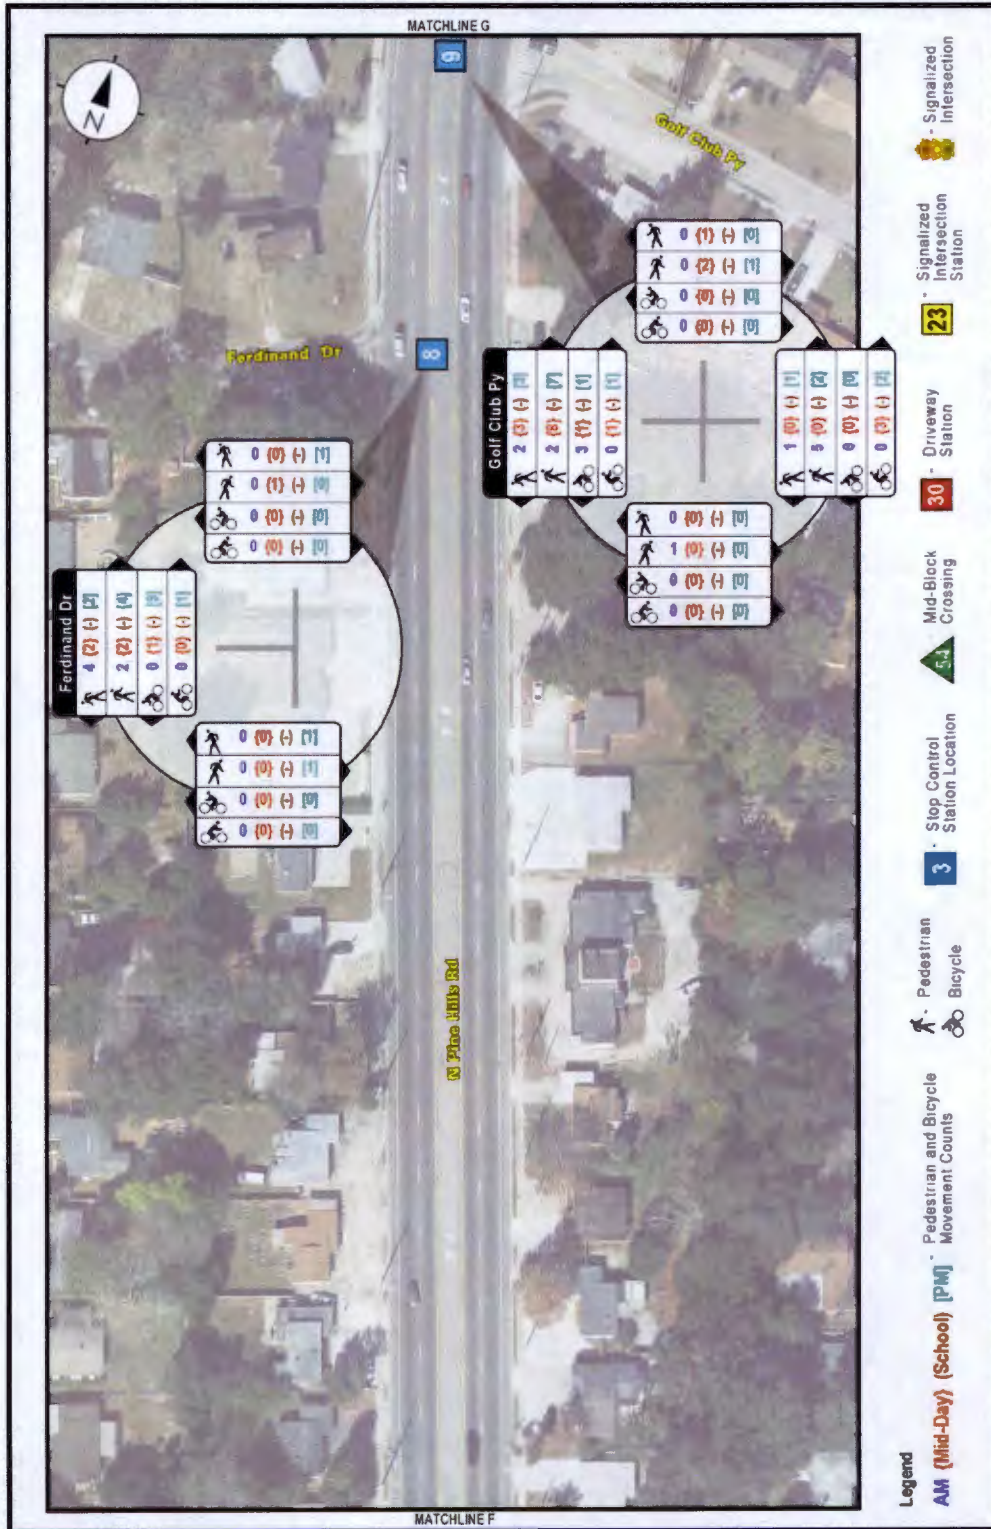 MATCHLINE G
9
Golf Club Py
Ferdinand Dr
8
0 {1} (-) [0]
0 {2} (-) [1]
0 {0} (-) [0]
0 {0} (-) [0]
Golf Club Py
2 {3} (-) [3]
2 {8} (-) [7]
3 {1} (-) [1]
0 {1} (-) [1]
1 {0} (-) [1]
5 {0} (-) [2]
0 {0} (-) [0]
0 {3} (-) [2]
0 {0} (-) [0]
1 {0} (-) [0]
0 {0} (-) [0]
0 {0} (-) [0]
0 {0} (-) [1]
0 {1} (-) [0]
0 {0} (-) [0]
0 {0} (-) [0]
Ferdinand Dr
4 {2} (-) [2]
2 {2} (-) [4]
0 {1} (-) [3]
0 {0} (-) [1]
0 {0} (-) [1]
0 {0} (-) [1]
0 {0} (-) [0]
0 {0} (-) [0]
N Pine Hills Rd
MATCHLINE F
Legend
AM {Mid-Day} (School) [PM] - Pedestrian and Bicycle
Movement Counts
- Pedestrian
Bicycle
3 - Stop Control
Station Location
54 Mid-Block
Crossing
30 - Driveway
Station
23 - Signalized
Intersection
Station
- Signalized
Intersection
N